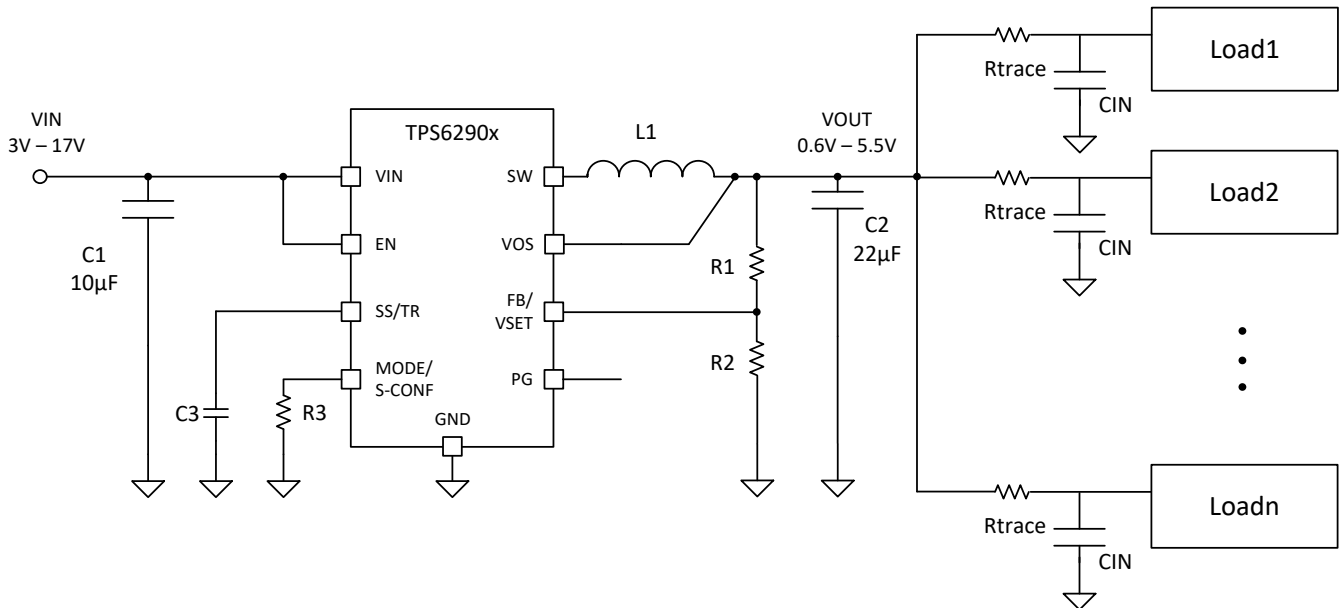 VIN
3V – 17V
C1
10µF
C3
R3
TPS6290x
VIN
EN
SS/TR
MODE/
S-CONF
SW
VOS
FB/
VSET
PG
GND
L1
R1
R2
VOUT
0.6V – 5.5V
C2
22µF
Rtrace
CIN
Load1
Rtrace
CIN
Load2
Rtrace
CIN
Loadn